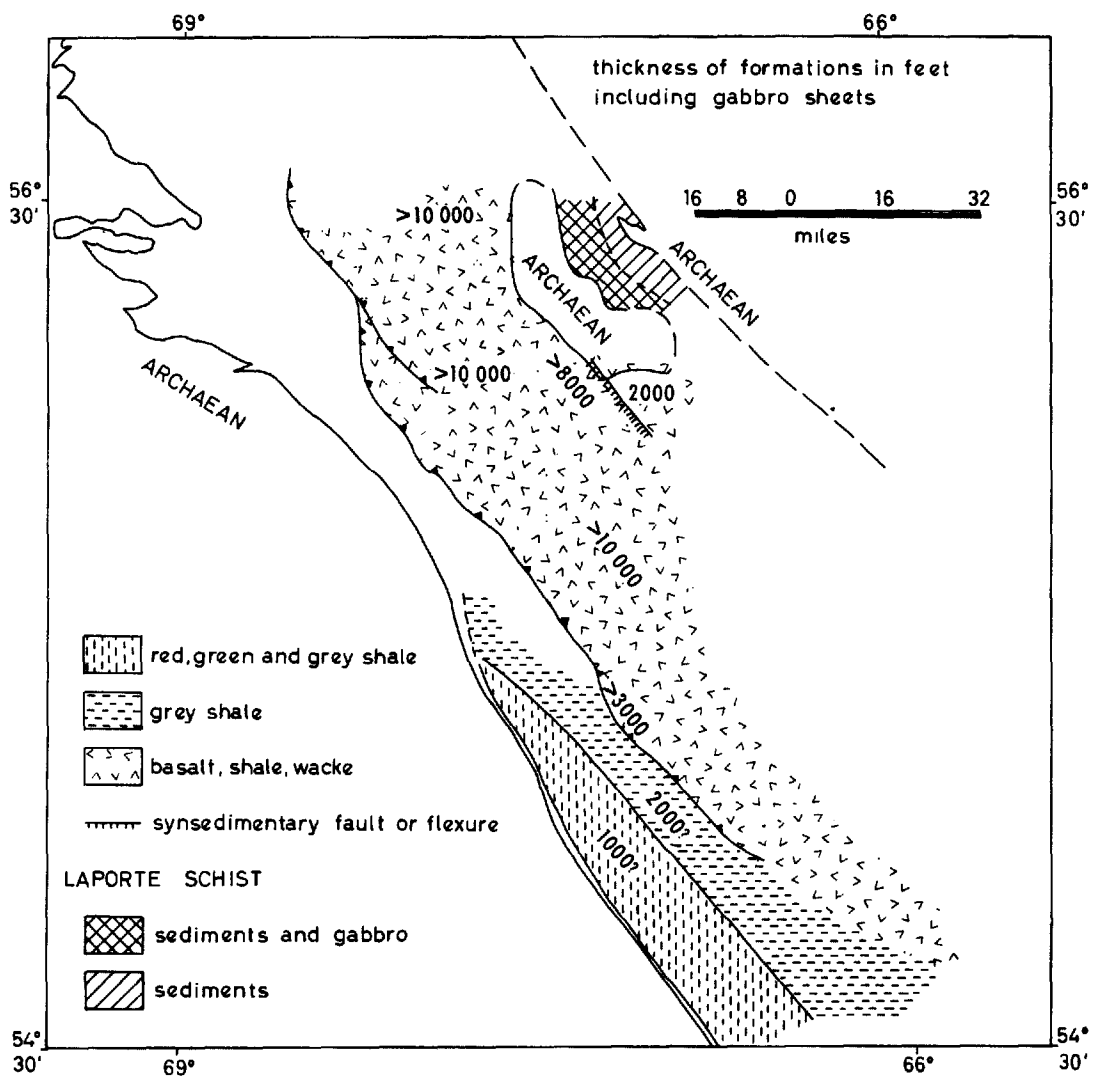 69°
66°
thickness of formations in feet
including gabbro sheets
56°
30'
56°
30'
16 8 0 16 32
miles
>10 000
ARCHAEAN
ARCHAEAN
ARCHAEAN
>10 000
>8000
2000
>10 000
>3000
2000?
1000?
red, green and grey shale
grey shale
basalt, shale, wacke
synsedimentary fault or flexure
LAPORTE SCHIST
sediments and gabbro
sediments
54°
30'
54°
30'
69°
66°